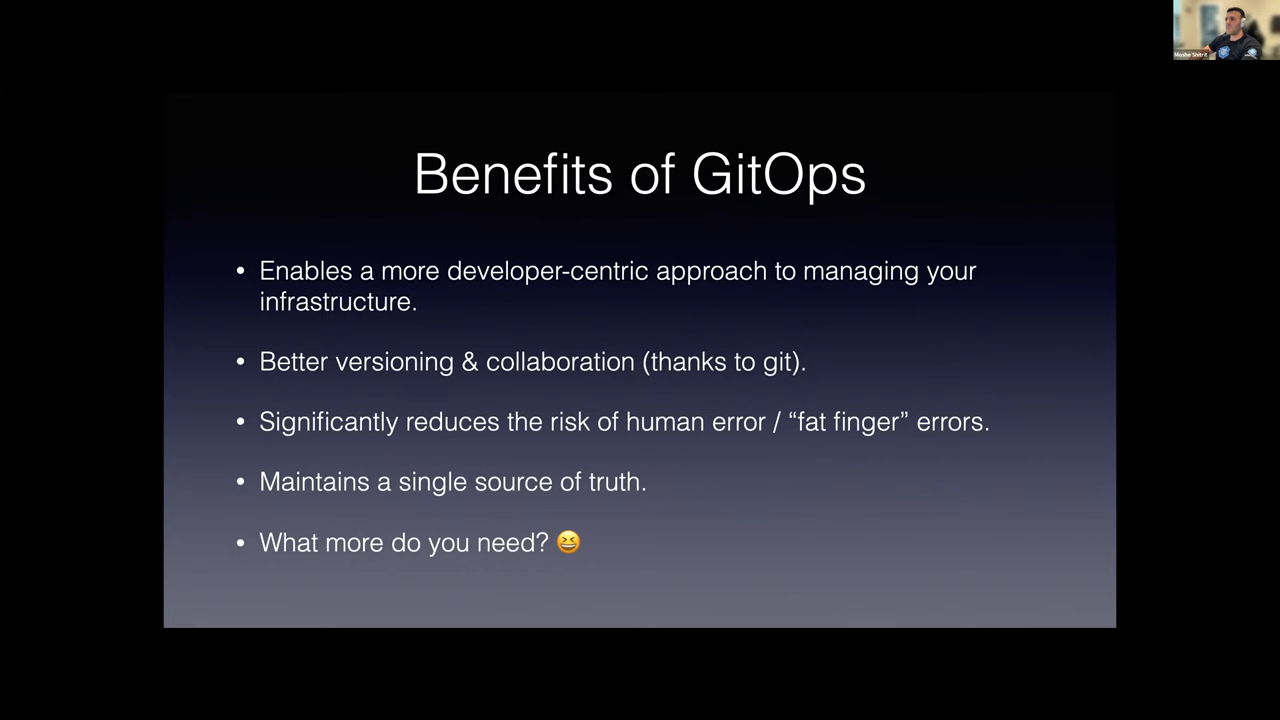 Moshe Shitrit
Benefits of GitOps
• Enables a more developer-centric approach to managing your
infrastructure.
• Better versioning & collaboration (thanks to git).
• Significantly reduces the risk of human error / “fat finger” errors.
• Maintains a single source of truth.
• What more do you need? 😆